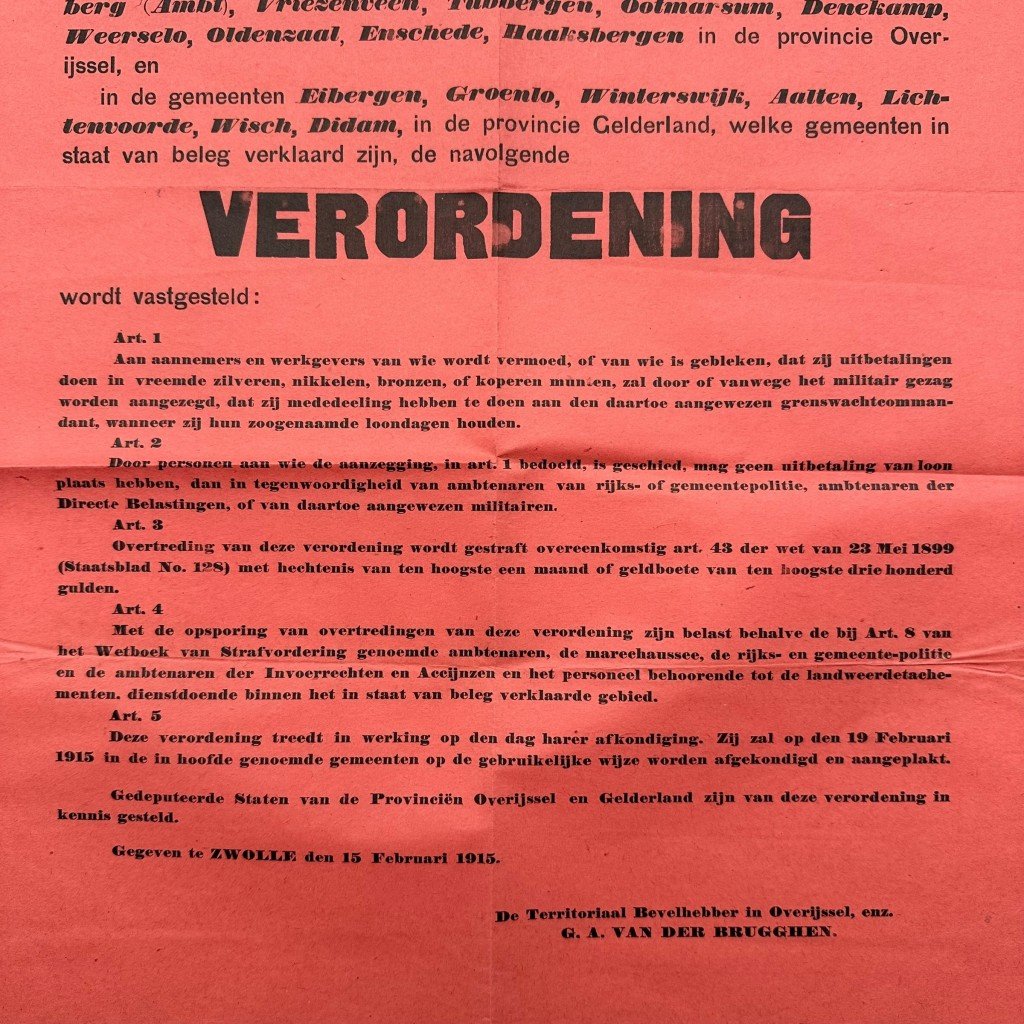 berg (Ambt), Vriezenveen, Tubbergen, Ootmarsum, Denekamp,
Weerselo, Oldenzaal, Enschede, Haaksbergen in de provincie Over-
ijssel, en
in de gemeenten Eibergen, Groenlo, Winterswijk, Aalten, Lich-
tenvoorde, Wisch, Didam, in de provincie Gelderland, welke gemeenten in
staat van beleg verklaard zijn, de navolgende
VERORDENING
wordt vastgesteld:
Art. 1
Aan aannemers en werkgevers van wie wordt vermoed, of van wie is gebleken, dat zij uitbetalingen
doen in vreemde zilveren, nikkelen, bronzen, of koperen munten, zal door of vanwege het militair gezag
worden aangezegd, dat zij mededeeling hebben te doen aan den daartoe aangewezen grenswachtcomman-
dant, wanneer zij hun zoogenaamde loondagen houden.
Art. 2
Door personen aan wie de aanzegging, in art. 1 bedoeld, is geschied, mag geen uitbetaling van loon
plaats hebben, dan in tegenwoordigheid van ambtenaren van rijks- of gemeentepolitie, ambtenaren der
Directe Belastingen, of van daartoe aangewezen militairen.
Art. 3
Overtreding van deze verordening wordt gestraft overeenkomstig art. 43 der wet van 23 Mei 1899
(Staatsblad No. 128) met hechtenis van ten hoogste een maand of geldboete van ten hoogste drie honderd
gulden.
Art. 4
Met de opsporing van overtredingen van deze verordening zijn belast behalve de bij Art. 8 van
het Wetboek van Strafvordering genoemde ambtenaren, de marechaussee, de rijks- en gemeente-politie
en de ambtenaren der Invoerrechten en Accijnzen en het personeel behoorende tot de landweerdetache-
menten. dienstdoende binnen het in staat van beleg verklaarde gebied.
Art. 5
Deze verordening treedt in werking op den dag harer afkondiging. Zij zal op den 19 Februari
1915 in de in hoofde genoemde gemeenten op de gebruikelijke wijze worden afgekondigd en aangeplakt.
Gedeputeerde Staten van de Provinciën Overijssel en Gelderland zijn van deze verordening in
kennis gesteld.
Gegeven te ZWOLLE den 15 Februari 1915.
De Territoriaal Bevelhebber in Overijssel, enz.
G. A. VAN DER BRUGGHEN.